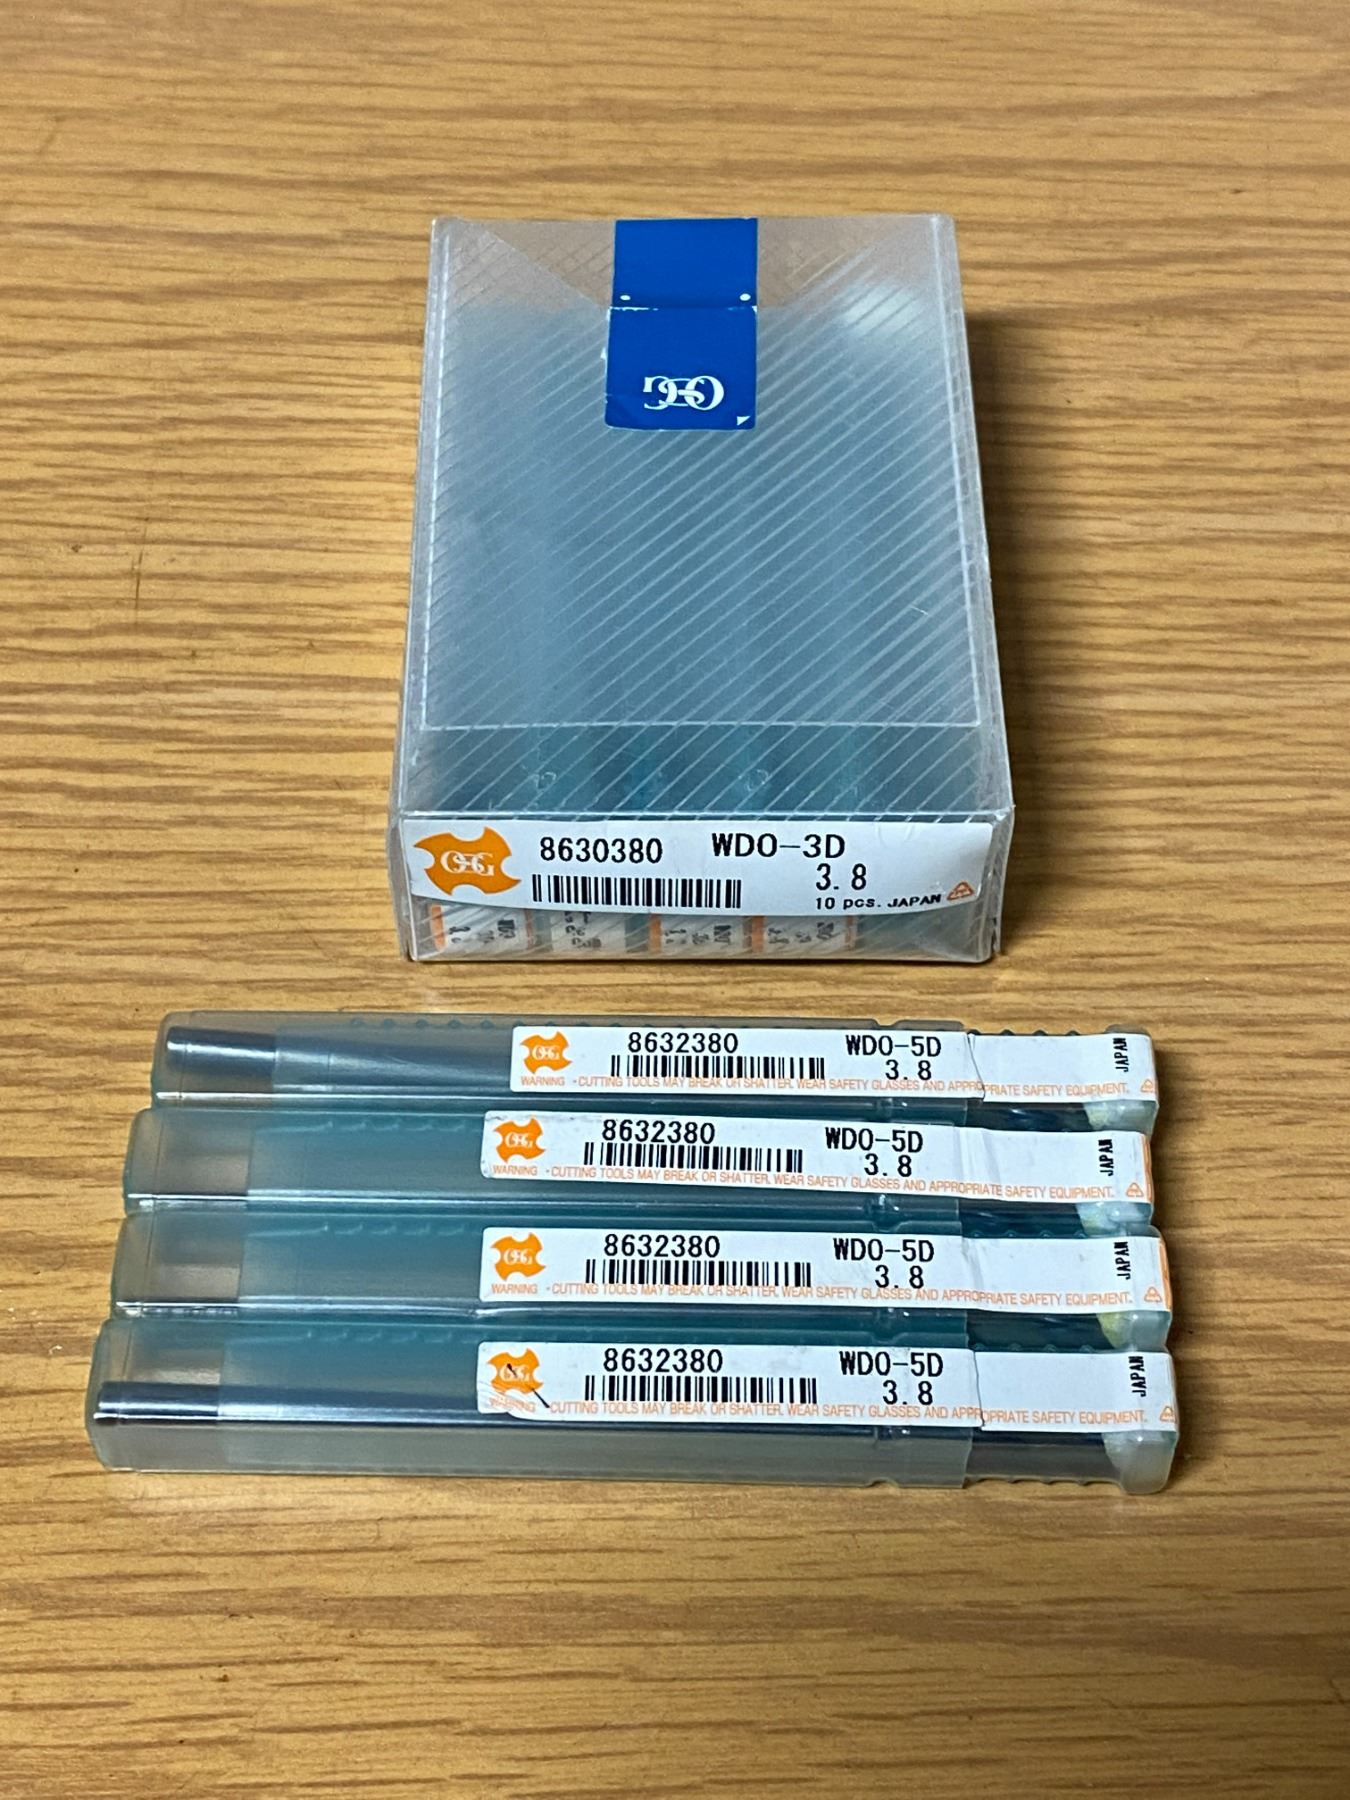 OSG
OSG 8630380 WDO-3D
3.8
10 pcs. JAPAN
OSG 8632380 WDO-5D
3.8
JAPAN
WARNING ・CUTTING TOOLS MAY BREAK OR SHATTER. WEAR SAFETY GLASSES AND APPROPRIATE SAFETY EQUIPMENT.
OSG 8632380 WDO-5D
3.8
JAPAN
WARNING ・CUTTING TOOLS MAY BREAK OR SHATTER. WEAR SAFETY GLASSES AND APPROPRIATE SAFETY EQUIPMENT.
OSG 8632380 WDO-5D
3.8
JAPAN
WARNING ・CUTTING TOOLS MAY BREAK OR SHATTER. WEAR SAFETY GLASSES AND APPROPRIATE SAFETY EQUIPMENT.
OSG 8632380 WDO-5D
3.8
JAPAN
WARNING ・CUTTING TOOLS MAY BREAK OR SHATTER. WEAR SAFETY GLASSES AND APPROPRIATE SAFETY EQUIPMENT.